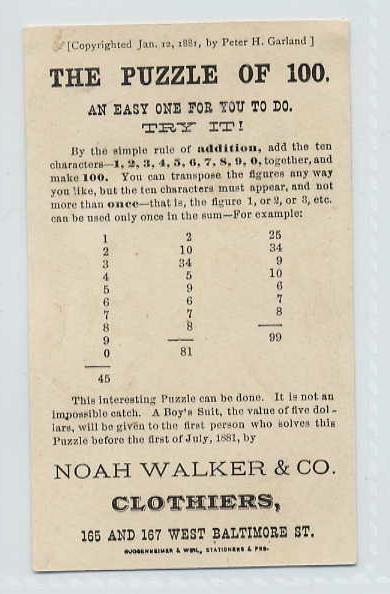 [Copyrighted Jan. 12, 1881, by Peter H. Garland]
THE PUZZLE OF 100.
AN EASY ONE FOR YOU TO DO.
TRY IT!
By the simple rule of addition, add the ten
characters—1, 2, 3, 4, 5, 6, 7, 8, 9, 0, together, and
make 100. You can transpose the figures any way
you like, but the ten characters must appear, and not
more than once—that is, the figure 1, or 2, or 3, etc.
can be used only once in the sum—For example:
1 2 25
2 10 34
3 34 9
4 5 10
5 9 6
6 6 7
7 7 8
8 8
9 81 99
0
45
This interesting Puzzle can be done. It is not an
impossible catch. A Boy's Suit, the value of five dol-
lars, will be given to the first person who solves this
Puzzle before the first of July, 1881, by
NOAH WALKER & CO.
CLOTHIERS,
165 AND 167 WEST BALTIMORE ST.
GUGGENHEIMER & WEIL, STATIONERS & PRS.